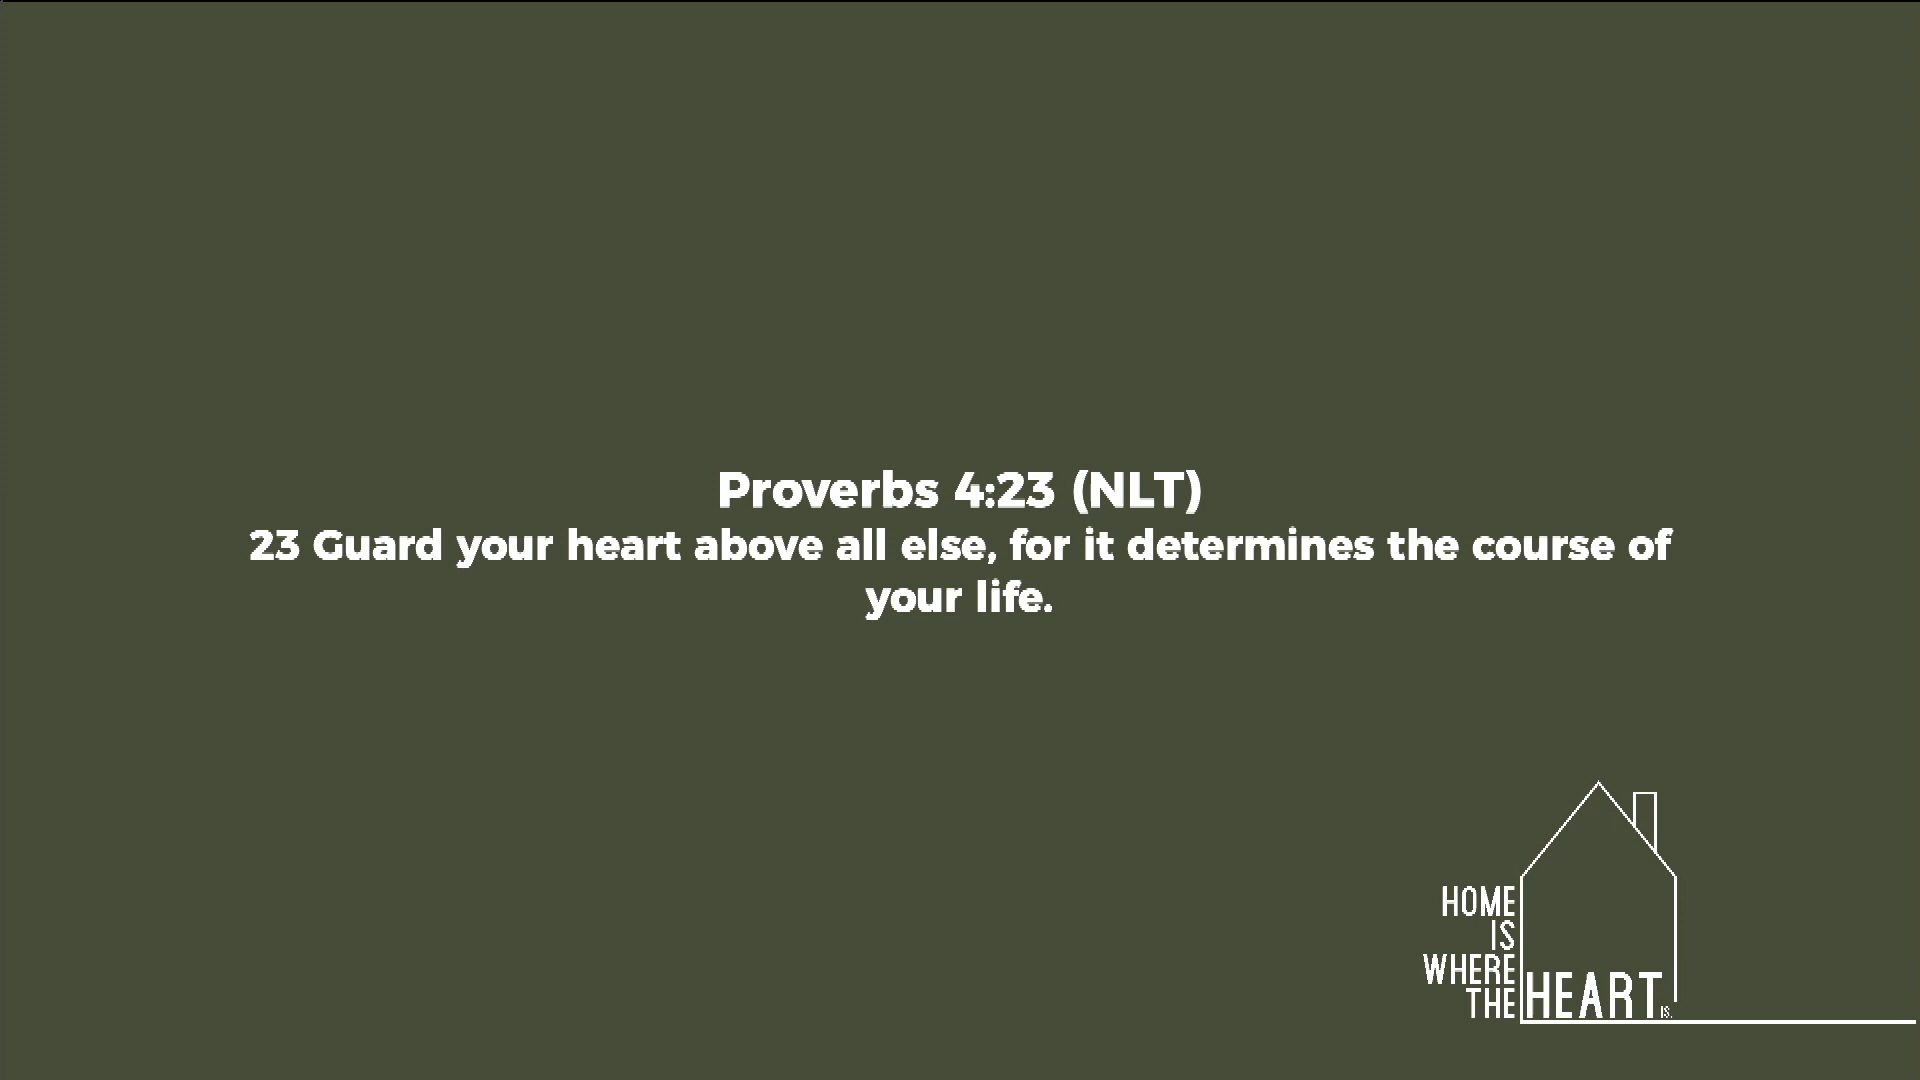 Proverbs 4:23 (NLT)
23 Guard your heart above all else, for it determines the course of
your life.
HOME
IS
WHERE
THE HEART IS.